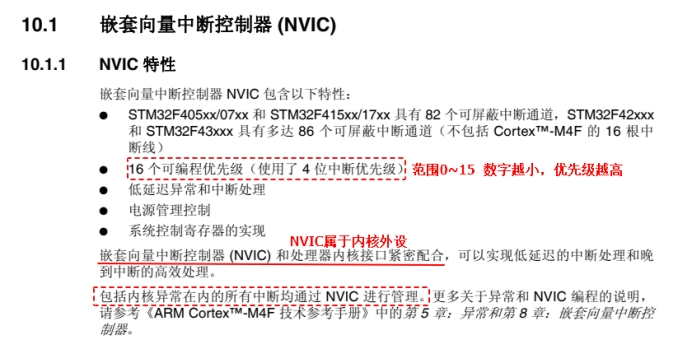 10.1 嵌套向量中断控制器 (NVIC)
10.1.1 NVIC 特性
嵌套向量中断控制器 NVIC 包含以下特性：
● STM32F405xx/07xx 和 STM32F415xx/17xx 具有 82 个可屏蔽中断通道，STM32F42xxx
和 STM32F43xxx 具有多达 86 个可屏蔽中断通道（不包括 Cortex™-M4F 的 16 根中
断线）
● 16 个可编程优先级（使用了 4 位中断优先级） 范围0~15 数字越小，优先级越高
● 低延迟异常和中断处理
● 电源管理控制
● 系统控制寄存器的实现
NVIC属于内核外设
嵌套向量中断控制器 (NVIC) 和处理器内核接口紧密配合，可以实现低延迟的中断处理和晚
到中断的高效处理。
包括内核异常在内的所有中断均通过 NVIC 进行管理。更多关于异常和 NVIC 编程的说明，
请参考《ARM Cortex™-M4F 技术参考手册》中的第 5 章：异常和第 8 章：嵌套向量中断控
制器。